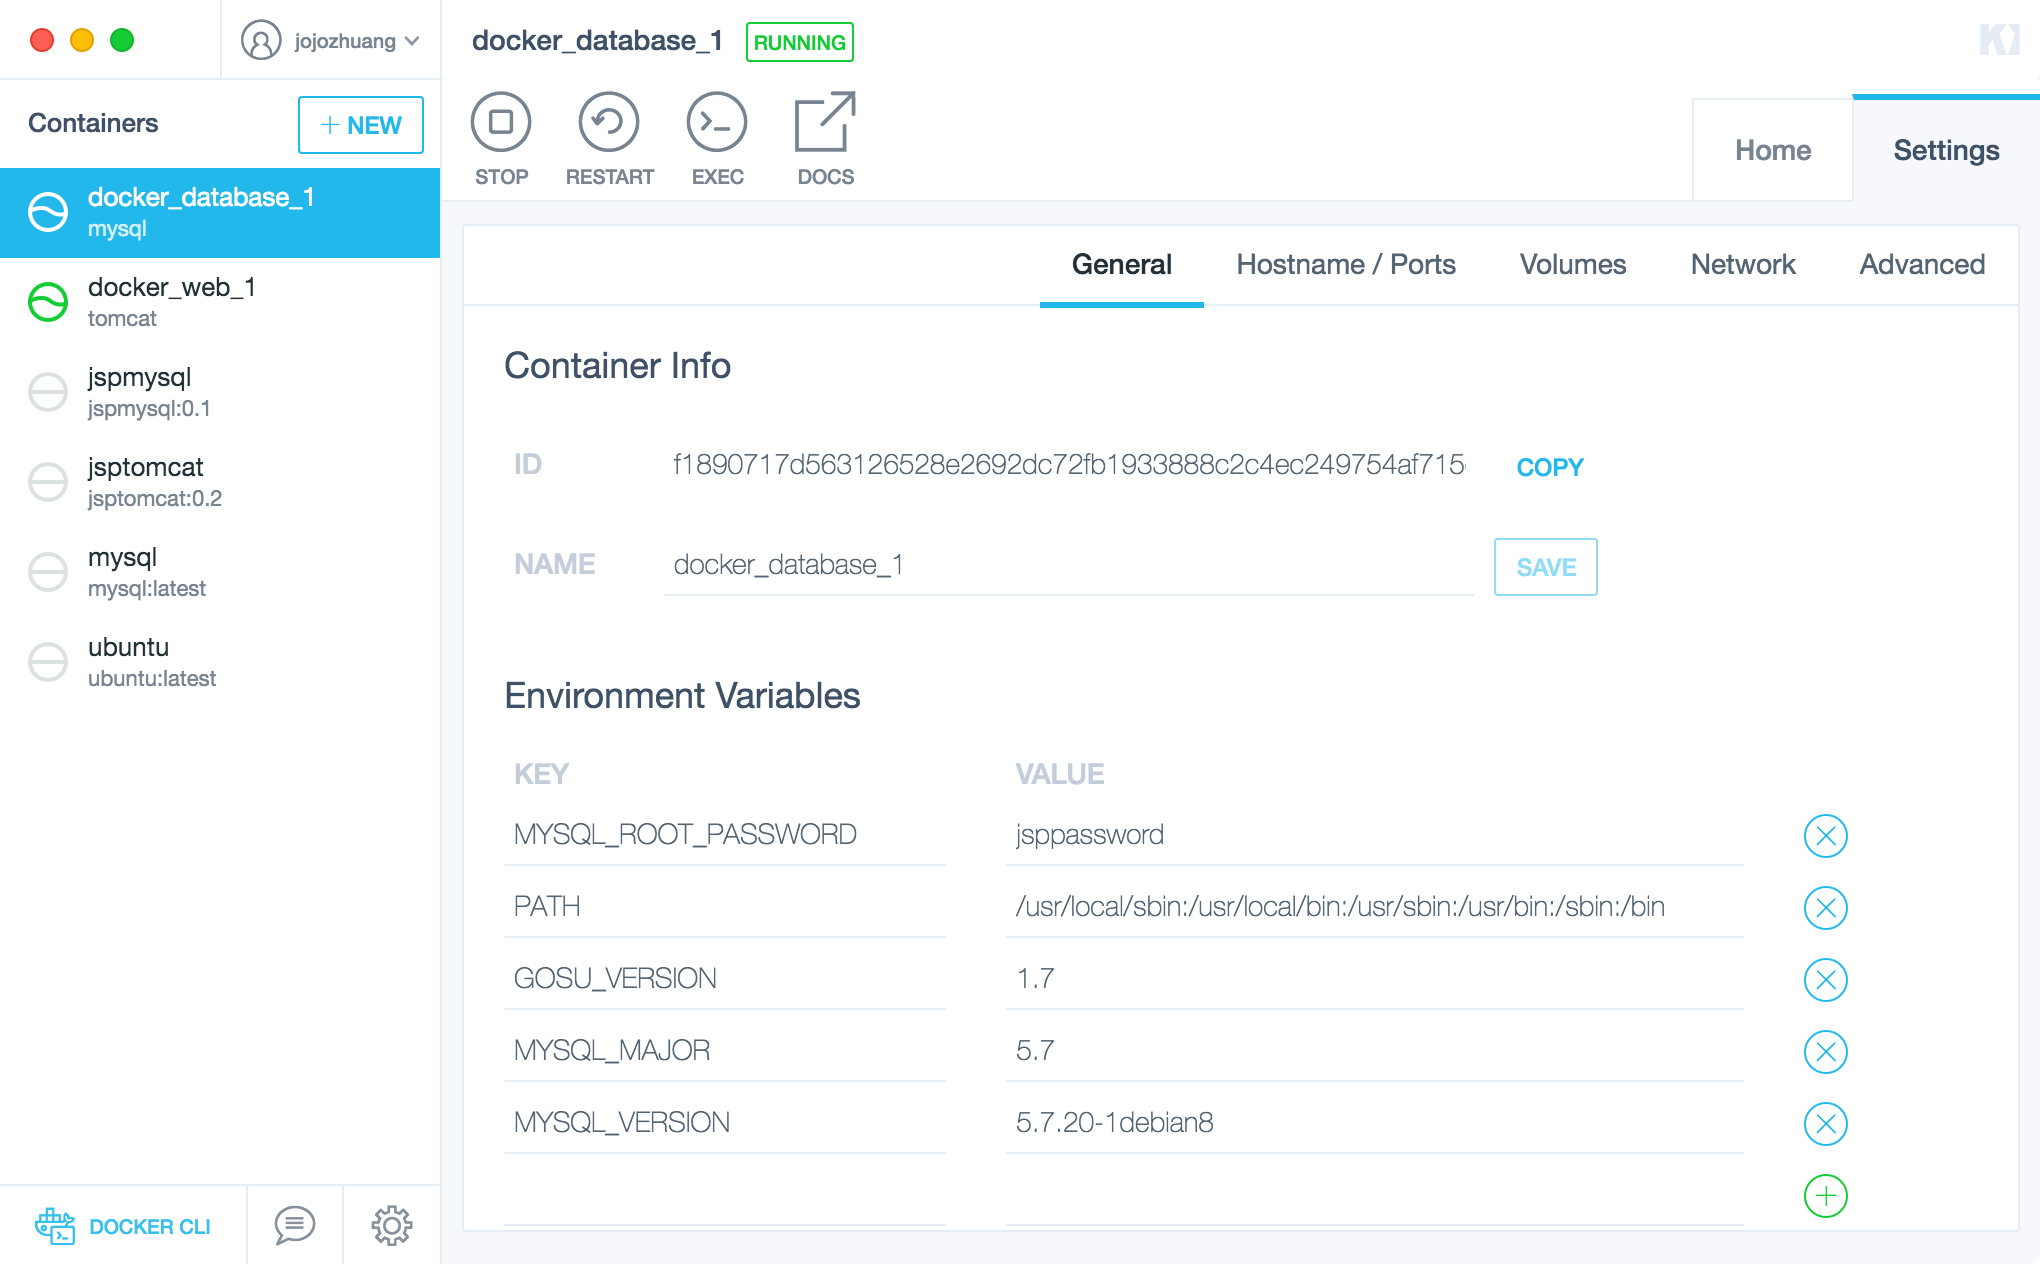 jojozhuang
docker_database_1 RUNNING
Containers
+ NEW
STOP RESTART EXEC DOCS
Home Settings
docker_database_1
mysql
docker_web_1
tomcat
jspmysql
jspmysql:0.1
jsptomcat
jsptomcat:0.2
mysql
mysql:latest
ubuntu
ubuntu:latest
DOCKER CLI
General Hostname / Ports Volumes Network Advanced
Container Info
ID f1890717d563126528e2692dc72fb1933888c2c4ec249754af715 COPY
NAME docker_database_1 SAVE
Environment Variables
KEY VALUE
MYSQL_ROOT_PASSWORD jsppassword
PATH /usr/local/sbin:/usr/local/bin:/usr/sbin:/usr/bin:/sbin:/bin
GOSU_VERSION 1.7
MYSQL_MAJOR 5.7
MYSQL_VERSION 5.7.20-1debian8